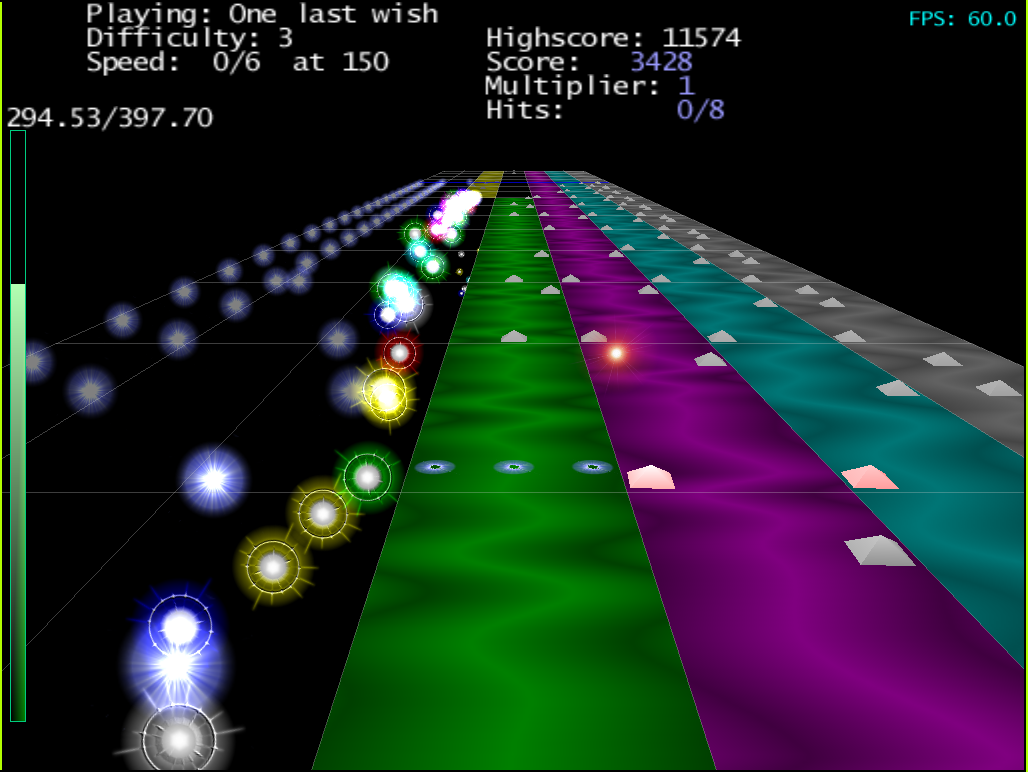 Playing: One last wish
Difficulty: 3
Speed: 0/6 at 150
Highscore: 11574
Score: 3428
Multiplier: 1
Hits: 0/8
FPS: 60.0
294.53/397.70